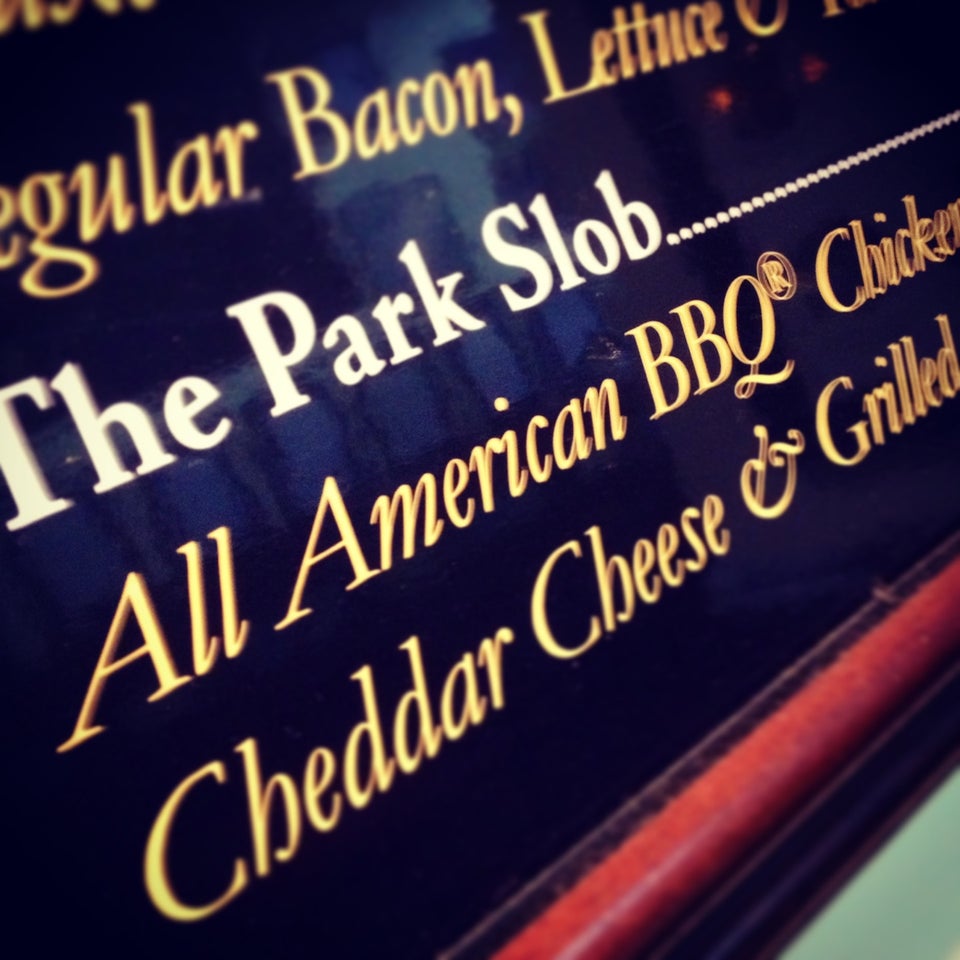 egular Bacon, Lettuce &
The Park Slob..............................
All American BBQ® Chicken
Cheddar Cheese & Grilled